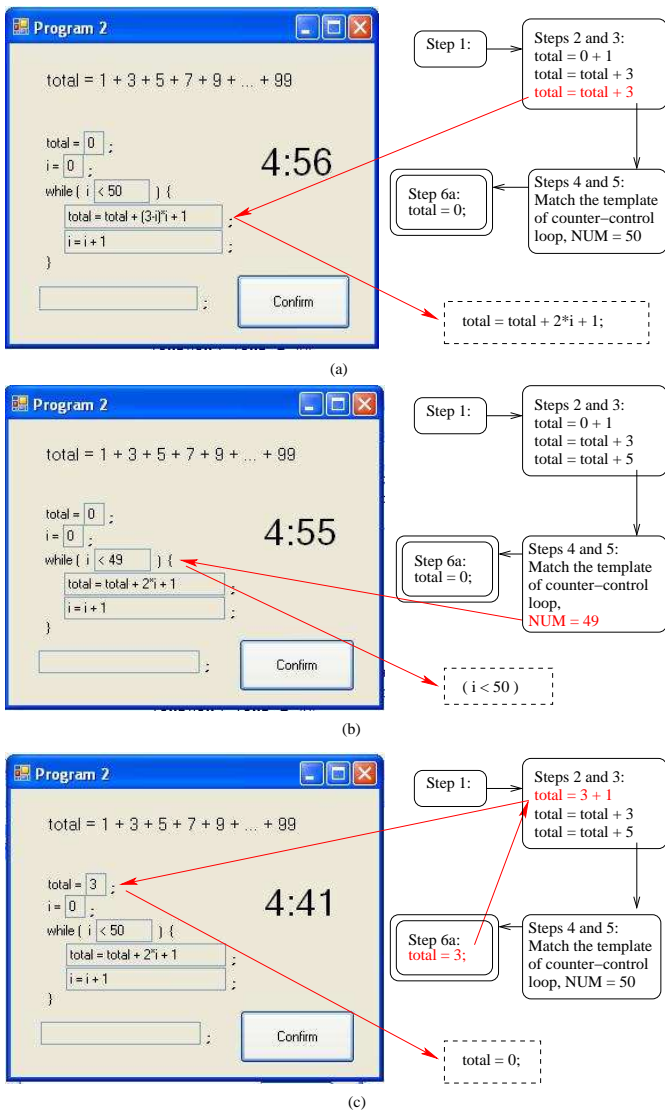 Program 2
total = 1 + 3 + 5 + 7 + 9 + ... + 99
total = 0 ;
i = 0 ;
4:56
while ( i < 50 ) {
total = total + (3-i)*i + 1 ;
i = i + 1 ;
}
;
Confirm
Step 1:
Steps 2 and 3:
total = 0 + 1
total = total + 3
total = total + 3
Step 6a:
total = 0;
Steps 4 and 5:
Match the template
of counter−control
loop, NUM = 50
total = total + 2*i + 1;
(a)
Program 2
total = 1 + 3 + 5 + 7 + 9 + ... + 99
total = 0 ;
i = 0 ;
4:55
while ( i < 49 ) {
total = total + 2*i + 1 ;
i = i + 1 ;
}
;
Confirm
Step 1:
Steps 2 and 3:
total = 0 + 1
total = total + 3
total = total + 5
Step 6a:
total = 0;
Steps 4 and 5:
Match the template
of counter−control
loop,
NUM = 49
( i < 50 )
(b)
Program 2
total = 1 + 3 + 5 + 7 + 9 + ... + 99
total = 3 ;
i = 0 ;
4:41
while ( i < 50 ) {
total = total + 2*i + 1 ;
i = i + 1 ;
}
;
Confirm
Step 1:
Steps 2 and 3:
total = 3 + 1
total = total + 3
total = total + 5
Step 6a:
total = 3;
Steps 4 and 5:
Match the template
of counter−control
loop, NUM = 50
total = 0;
(c)